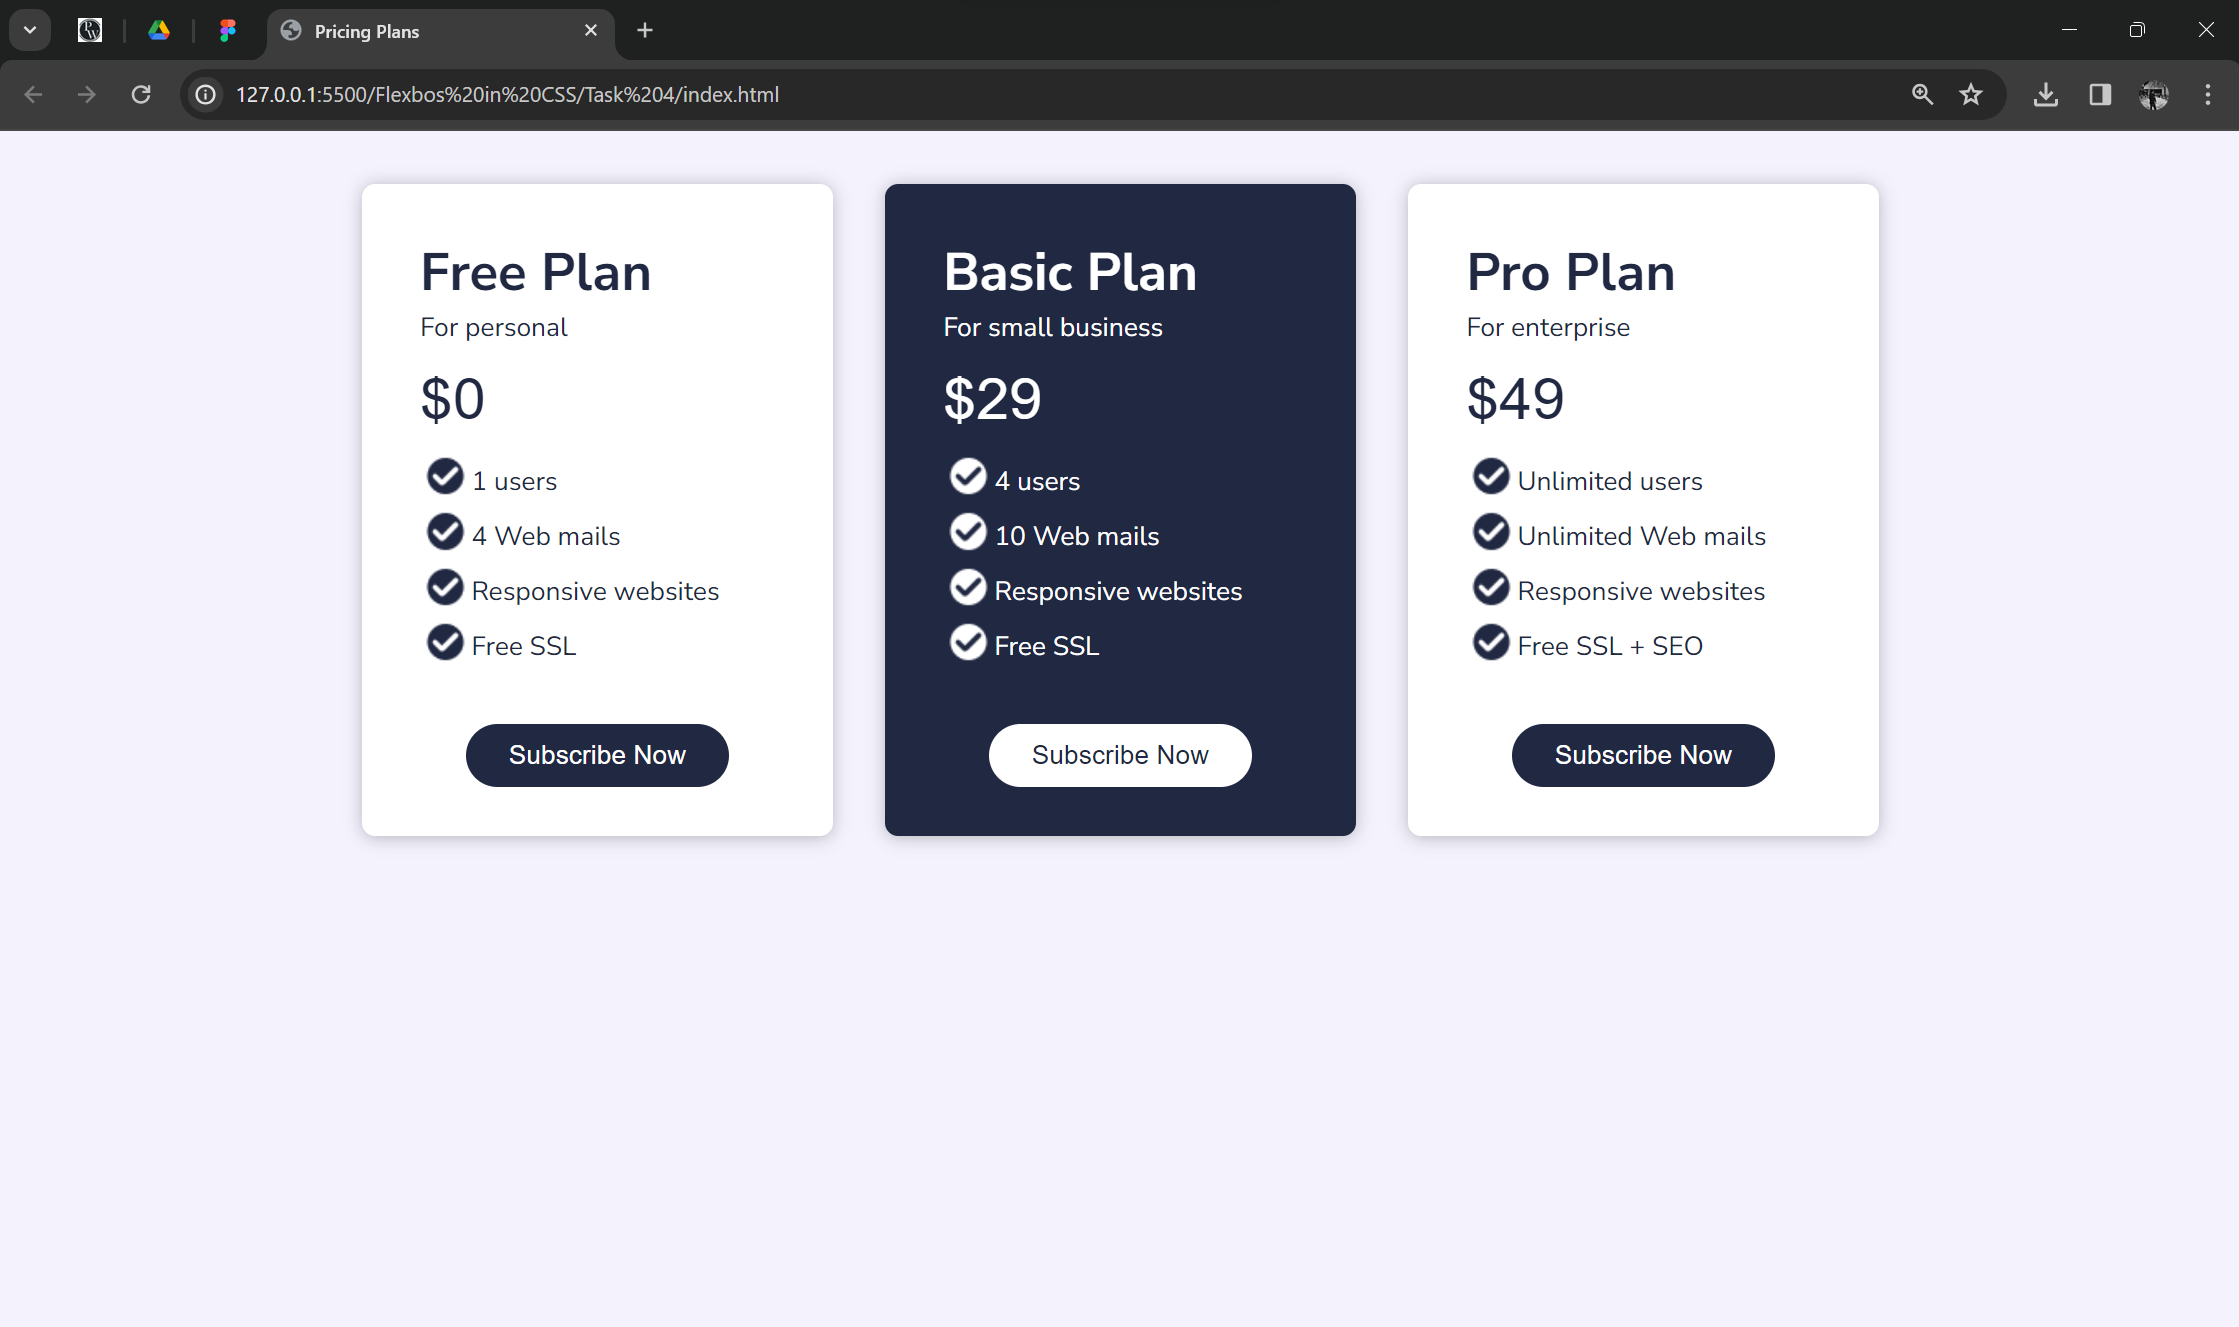 Pricing Plans
127.0.0.1:5500/Flexbos%20in%20CSS/Task%204/index.html
Free Plan
For personal
$0
1 users
4 Web mails
Responsive websites
Free SSL
Subscribe Now
Basic Plan
For small business
$29
4 users
10 Web mails
Responsive websites
Free SSL
Subscribe Now
Pro Plan
For enterprise
$49
Unlimited users
Unlimited Web mails
Responsive websites
Free SSL + SEO
Subscribe Now